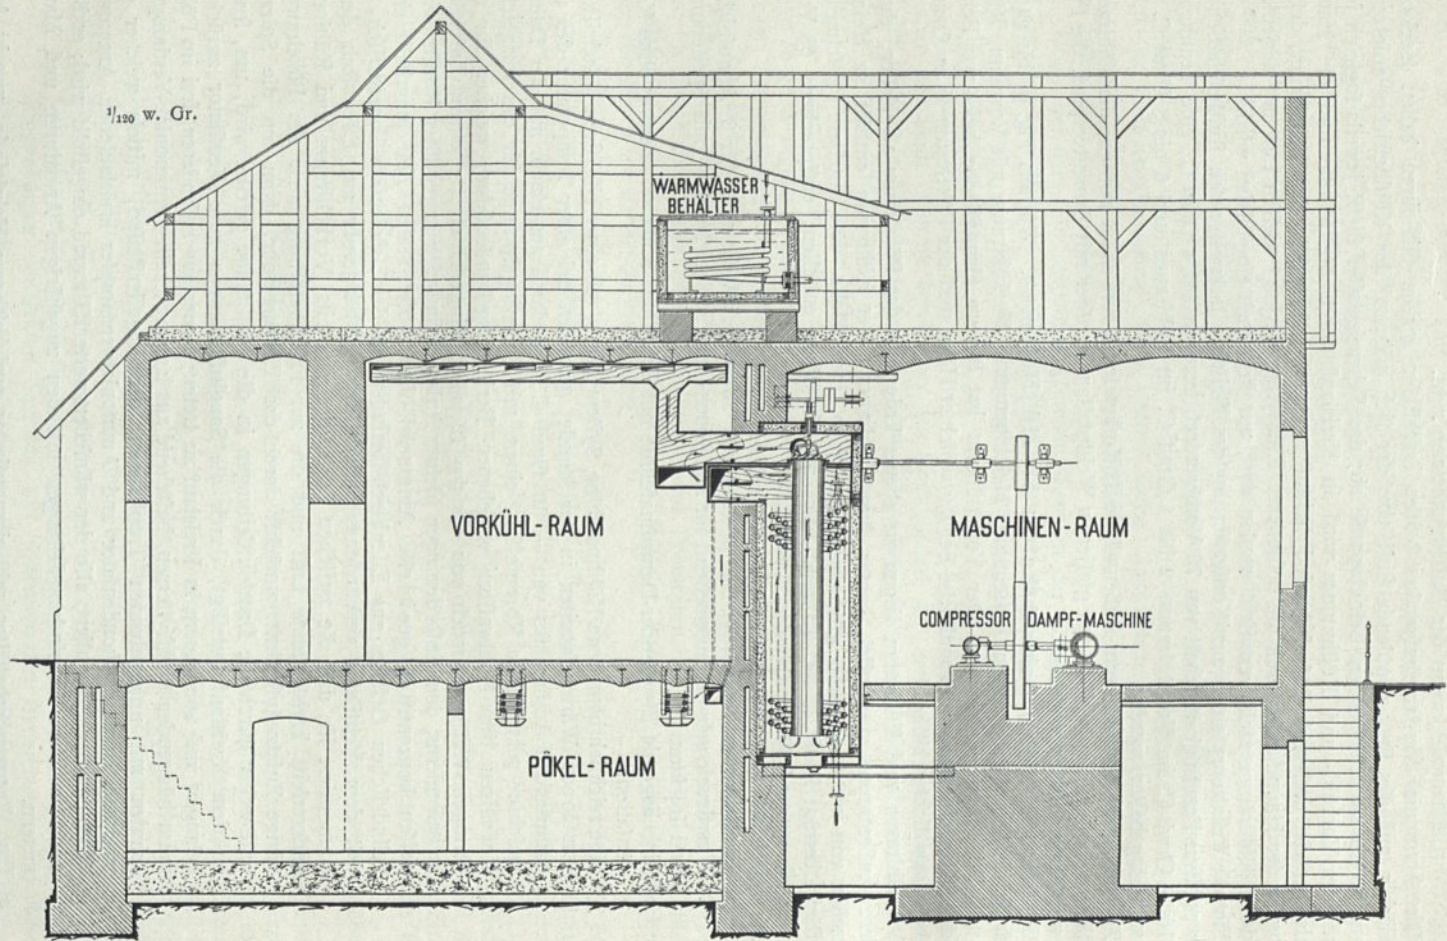 1/120 w. Gr.
WARMWASSER
BEHÄLTER
VORKÜHL-RAUM
MASCHINEN-RAUM
COMPRESSOR DAMPF-MASCHINE
PÖKEL-RAUM